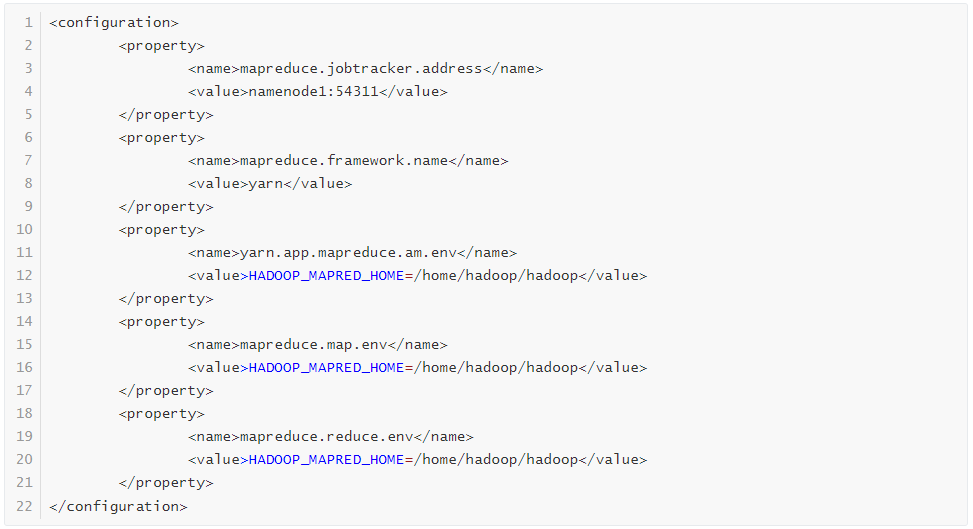 1 <configuration>
2 <property>
3 <name>mapreduce.jobtracker.address</name>
4 <value>namenode1:54311</value>
5 </property>
6 <property>
7 <name>mapreduce.framework.name</name>
8 <value>yarn</value>
9 </property>
10 <property>
11 <name>yarn.app.mapreduce.am.env</name>
12 <value>HADOOP_MAPRED_HOME=/home/hadoop/hadoop</value>
13 </property>
14 <property>
15 <name>mapreduce.map.env</name>
16 <value>HADOOP_MAPRED_HOME=/home/hadoop/hadoop</value>
17 </property>
18 <property>
19 <name>mapreduce.reduce.env</name>
20 <value>HADOOP_MAPRED_HOME=/home/hadoop/hadoop</value>
21 </property>
22 </configuration>